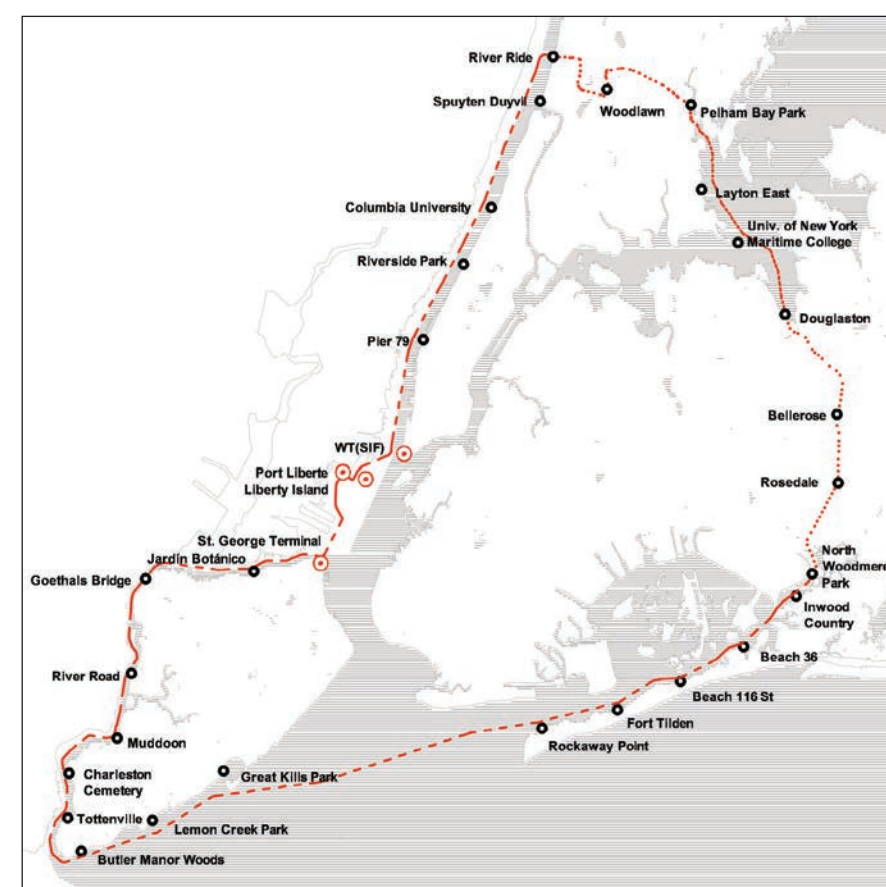 River Ride
Spuyten Duyvil
Woodlawn
Pelham Bay Park
Layton East
Columbia University
Univ. of New York
Maritime College
Riverside Park
Douglaston
Pier 79
Bellerose
WT(SIF)
Port Liberte
Liberty Island
Rosedale
St. George Terminal
Jardín Botánico
Goethals Bridge
North
Woodmere
Park
Inwood
Country
Beach 36
River Road
Beach 116 St
Fort Tilden
Rockaway Point
Muddoon
Charleston
Cemetery
Great Kills Park
Tottenville
Lemon Creek Park
Butler Manor Woods